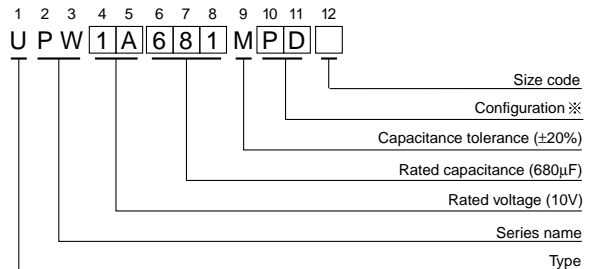 1 2 3 4 5 6 7 8 9 10 11 12
U P W 1 A 6 8 1 M P D
Size code
Configuration ※
Capacitance tolerance (±20%)
Rated capacitance (680µF)
Rated voltage (10V)
Series name
Type